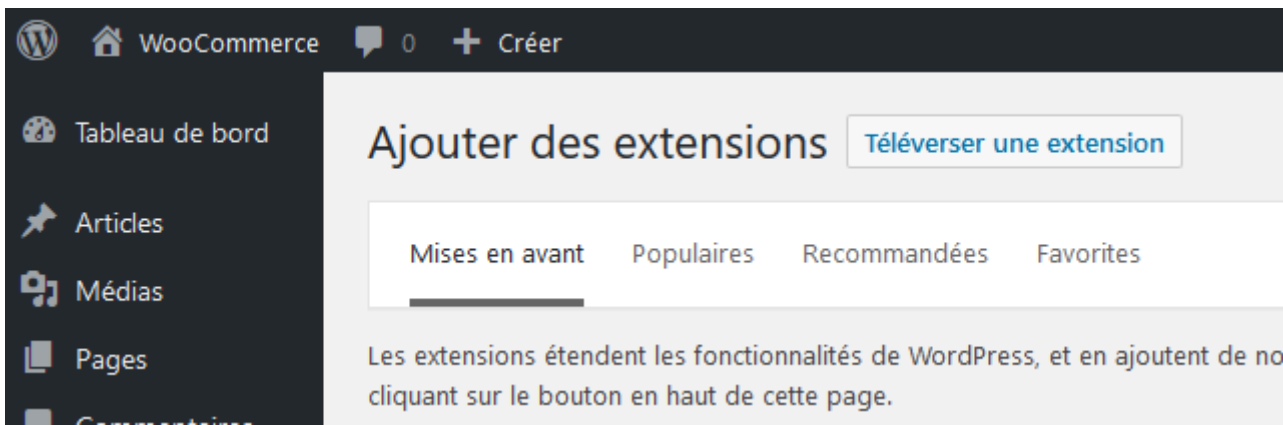 WooCommerce 0 Créer
Tableau de bord
Ajouter des extensions Téléverser une extension
Articles
Mises en avant Populaires Recommandées Favorites
Médias
Pages
Les extensions étendent les fonctionnalités de WordPress, et en ajoutent de
cliquant sur le bouton en haut de cette page.
Commentaires